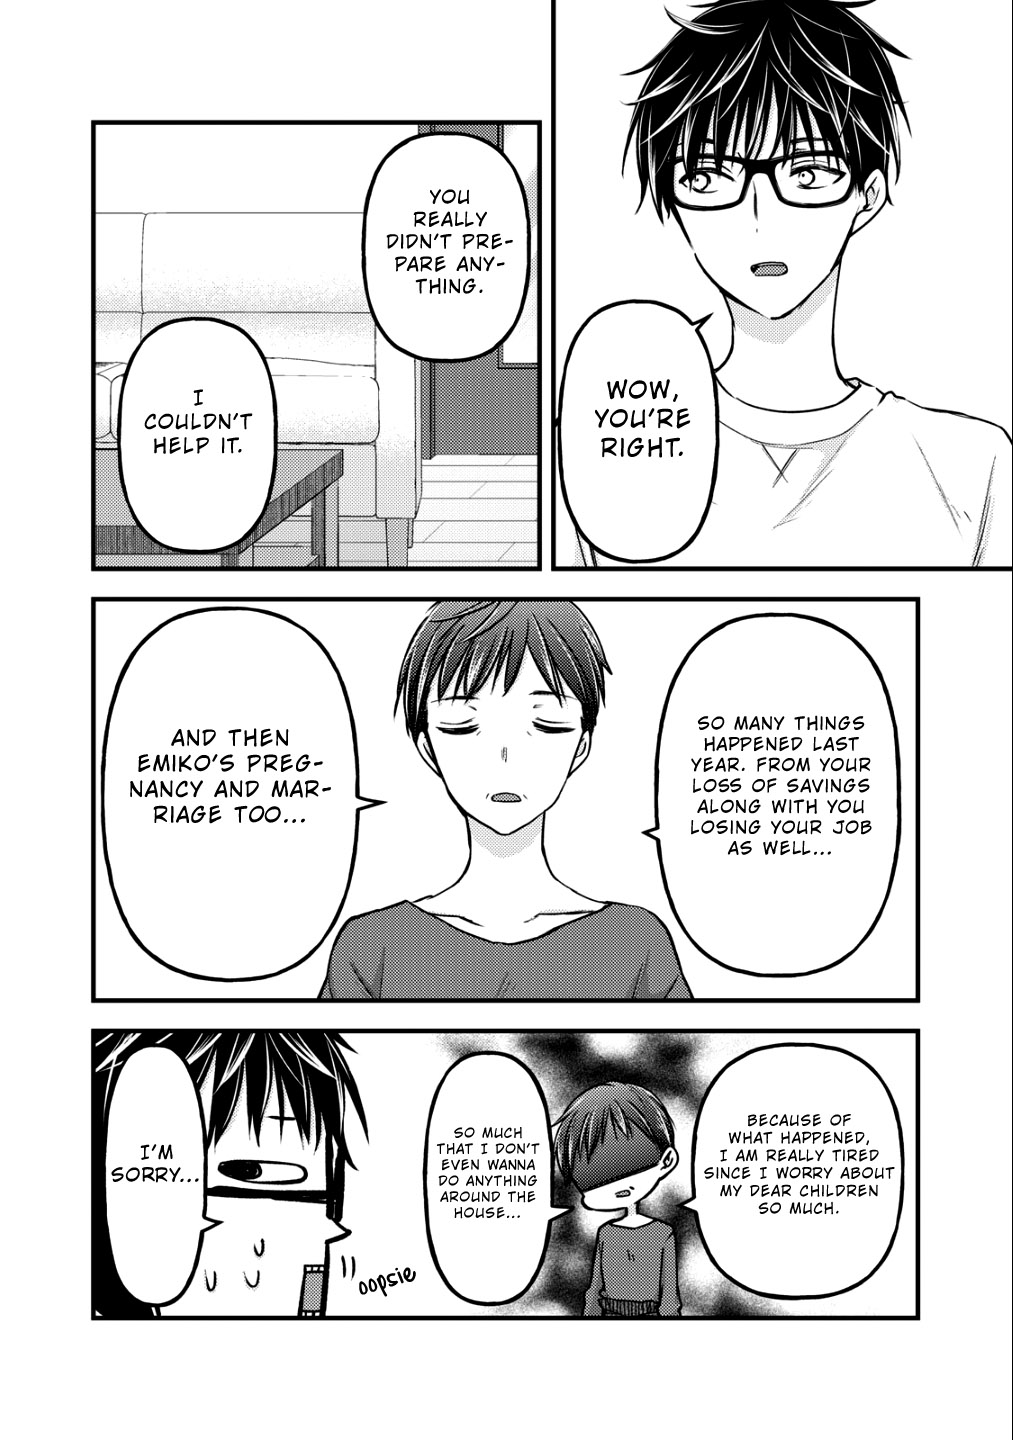 WOW,
YOU'RE
RIGHT.
YOU
REALLY
DIDN'T PRE-
PARE ANY-
THING.
I
COULDN'T
HELP IT.
SO MANY THINGS
HAPPENED LAST
YEAR. FROM YOUR
LOSS OF SAVINGS
ALONG WITH YOU
LOSING YOUR JOB
AS WELL...
AND THEN
EMIKO'S PREG-
NANCY AND MAR-
RIAGE TOO...
BECAUSE OF
WHAT HAPPENED,
I AM REALLY TIRED
SINCE I WORRY ABOUT
MY DEAR CHILDREN
SO MUCH.
SO MUCH
THAT I DON'T
EVEN WANNA
DO ANYTHING
AROUND THE
HOUSE...
oopsie
I'M
SORRY...